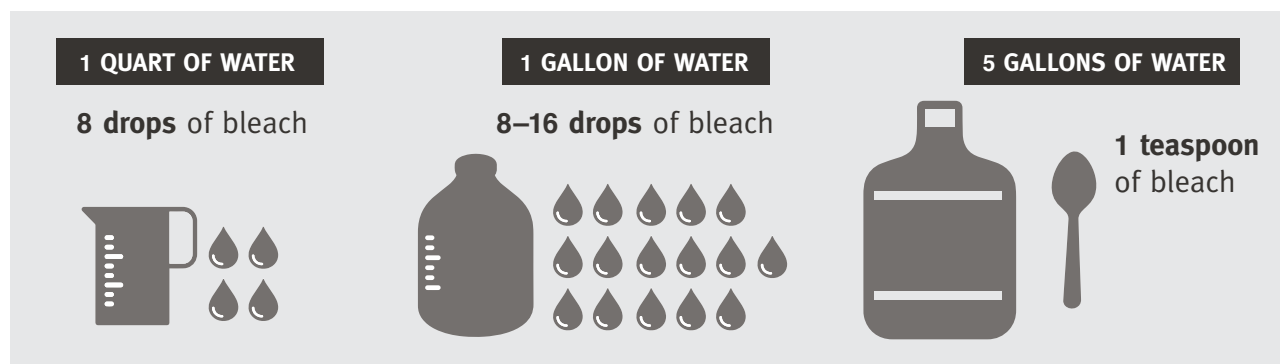 1 QUART OF WATER
8 drops of bleach
1 GALLON OF WATER
8–16 drops of bleach
5 GALLONS OF WATER
1 teaspoon
of bleach